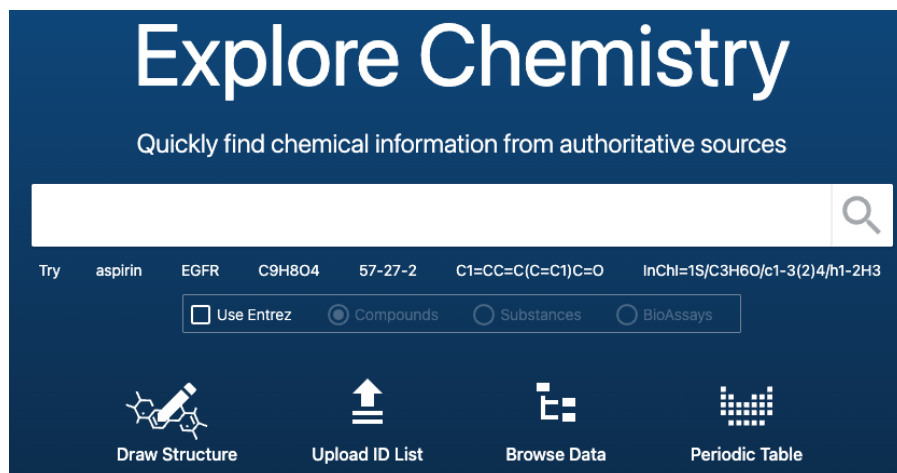 Explore Chemistry
Quickly find chemical information from authoritative sources
Try aspirin EGFR C9H8O4 57-27-2 C1=CC=C(C=C1)C=O InChI=1S/C3H6O/c1-3(2)4/h1-2H3
Use Entrez Compounds Substances BioAssays
Draw Structure Upload ID List Browse Data Periodic Table